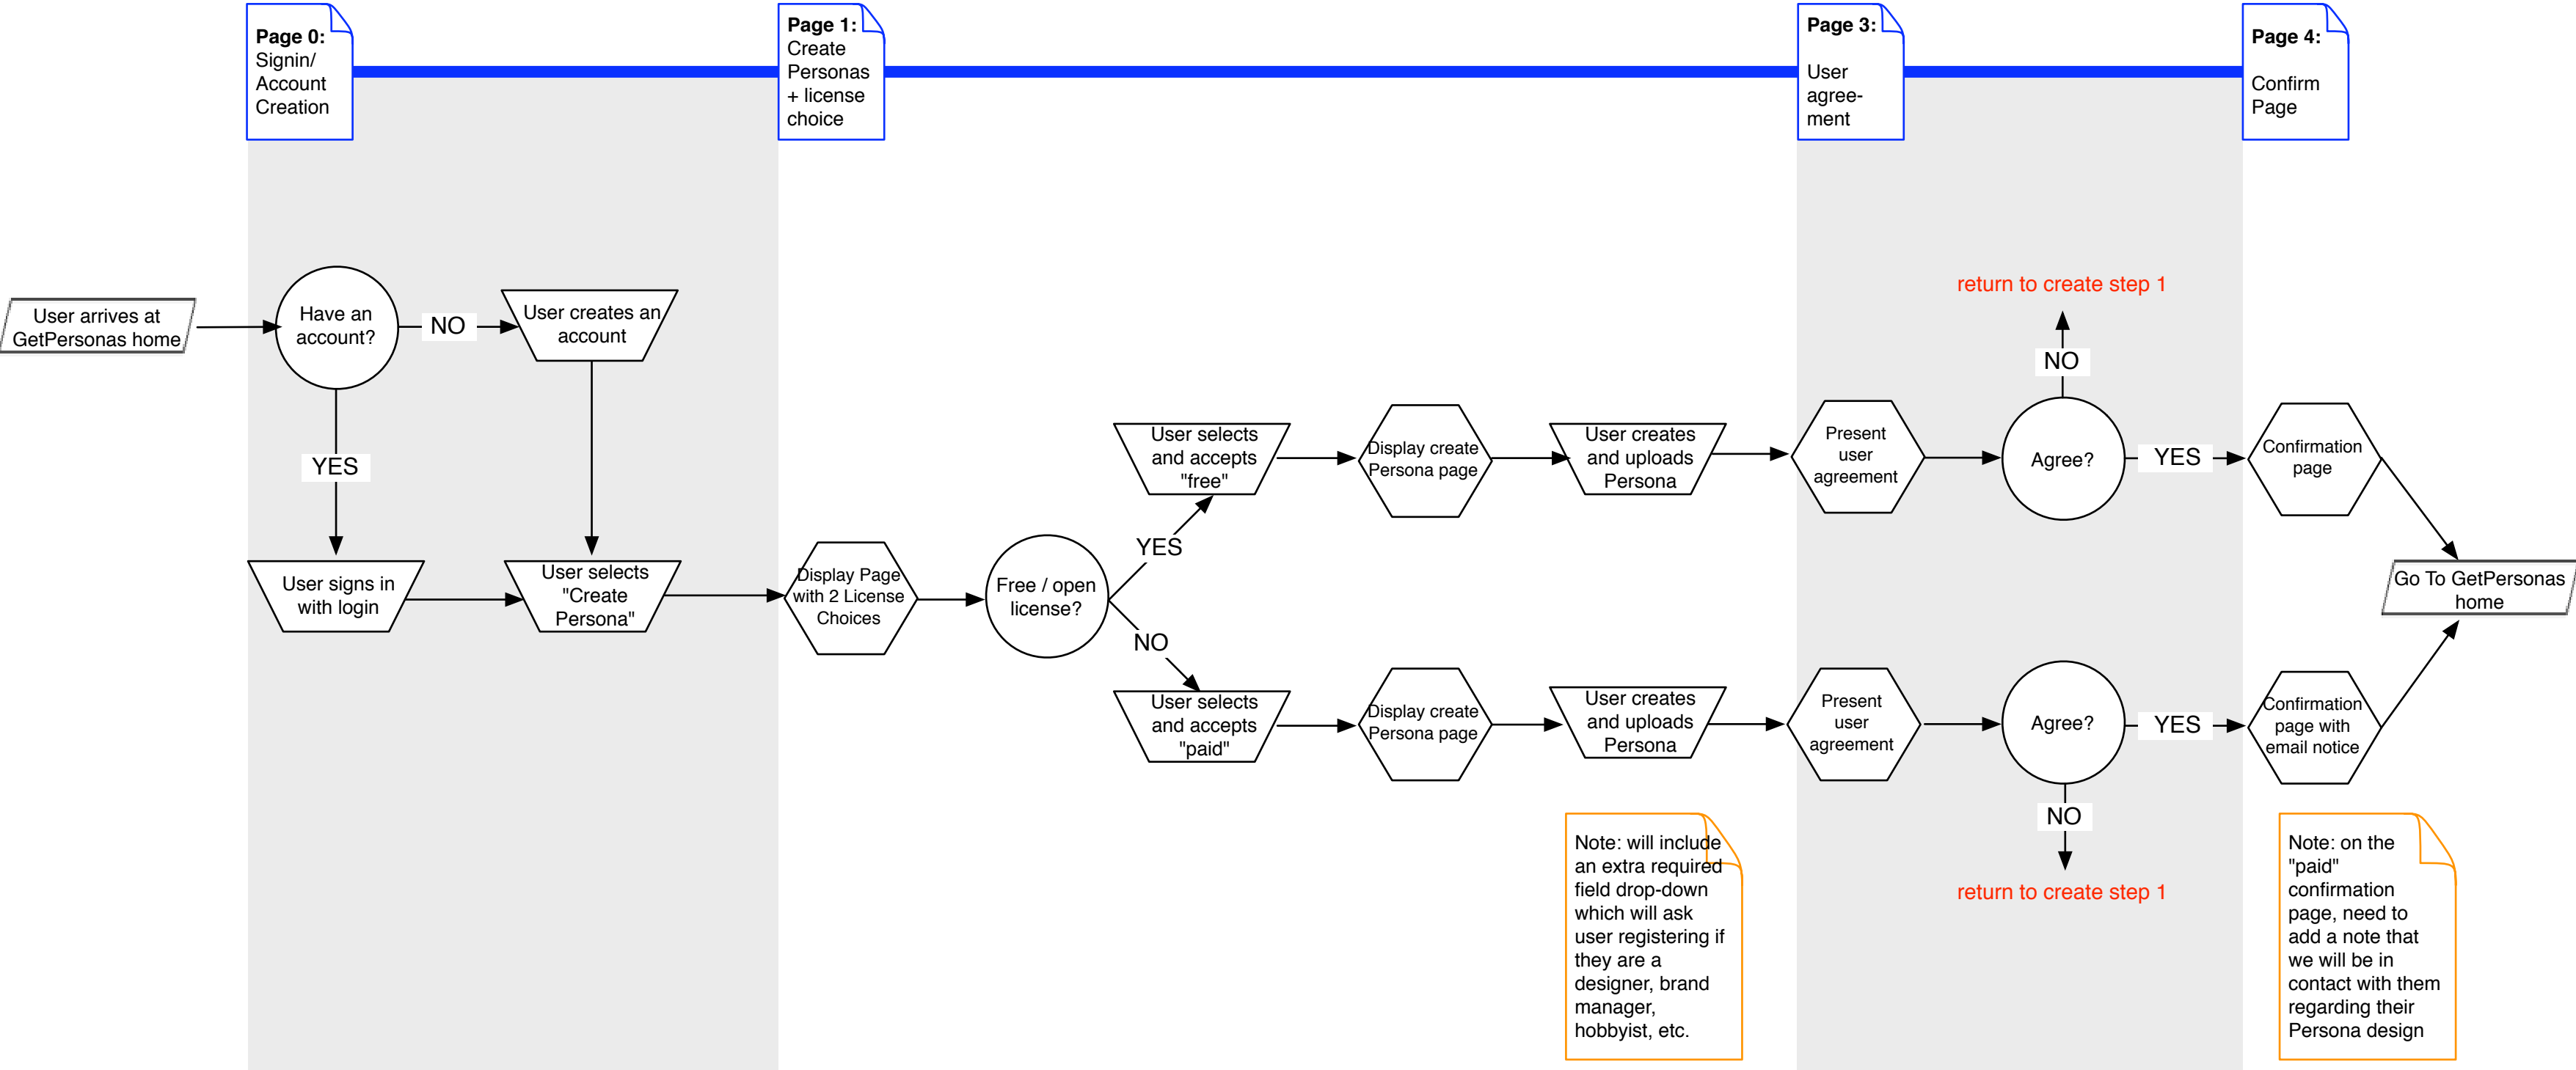 Page 0:
Signin/
Account
Creation
Page 1:
Create
Personas
+ license
choice
Page 3:
User
agree-
ment
Page 4:
Confirm
Page
User arrives at
GetPersonas home
Have an
account?
NO
User creates an
account
YES
User signs in
with login
User selects
"Create
Persona"
Display Page
with 2 License
Choices
Free / open
license?
YES
User selects
and accepts
"free"
Display create
Persona page
User creates
and uploads
Persona
Present
user
agreement
Agree?
NO
return to create step 1
YES
Confirmation
page
Go To GetPersonas
home
NO
User selects
and accepts
"paid"
Display create
Persona page
User creates
and uploads
Persona
Present
user
agreement
Agree?
YES
Confirmation
page with
email notice
NO
return to create step 1
Note: will include
an extra required
field drop-down
which will ask
user registering if
they are a
designer, brand
manager,
hobbyist, etc.
Note: on the
"paid"
confirmation
page, need to
add a note that
we will be in
contact with them
regarding their
Persona design